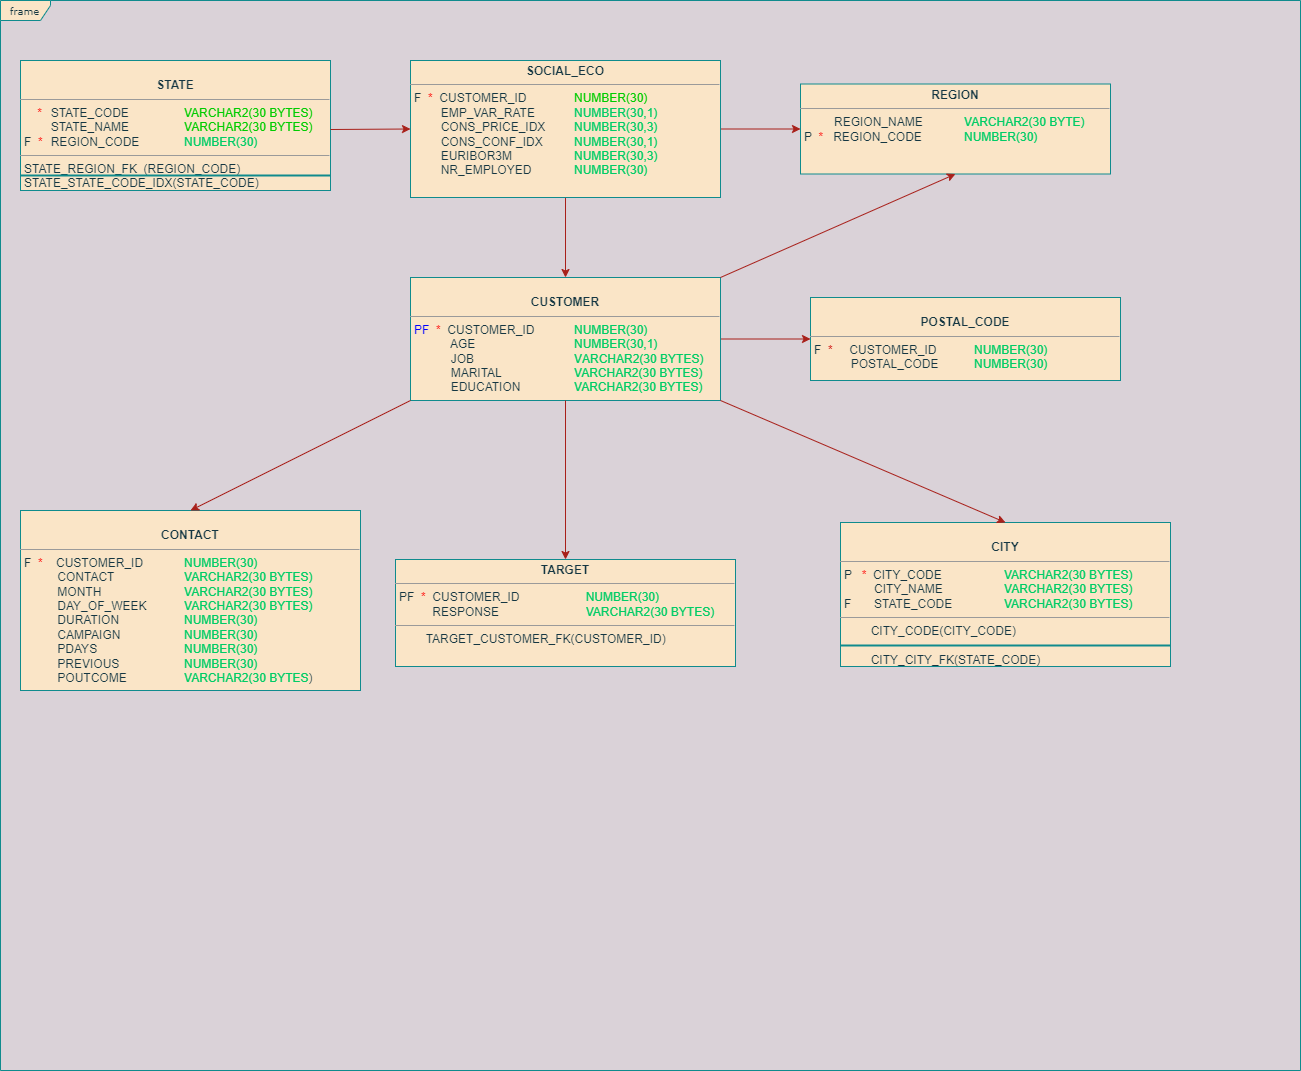 frame
STATE
* STATE_CODE VARCHAR2(30 BYTES)
STATE_NAME VARCHAR2(30 BYTES)
F * REGION_CODE NUMBER(30)
STATE_REGION_FK (REGION_CODE)
STATE_STATE_CODE_IDX(STATE_CODE)
SOCIAL_ECO
F * CUSTOMER_ID NUMBER(30)
EMP_VAR_RATE NUMBER(30,1)
CONS_PRICE_IDX NUMBER(30,3)
CONS_CONF_IDX NUMBER(30,1)
EURIBOR3M NUMBER(30,3)
NR_EMPLOYED NUMBER(30)
REGION
REGION_NAME VARCHAR2(30 BYTE)
P * REGION_CODE NUMBER(30)
CUSTOMER
PF * CUSTOMER_ID NUMBER(30)
AGE NUMBER(30,1)
JOB VARCHAR2(30 BYTES)
MARITAL VARCHAR2(30 BYTES)
EDUCATION VARCHAR2(30 BYTES)
POSTAL_CODE
F * CUSTOMER_ID NUMBER(30)
POSTAL_CODE NUMBER(30)
CONTACT
F * CUSTOMER_ID NUMBER(30)
CONTACT VARCHAR2(30 BYTES)
MONTH VARCHAR2(30 BYTES)
DAY_OF_WEEK VARCHAR2(30 BYTES)
DURATION NUMBER(30)
CAMPAIGN NUMBER(30)
PDAYS NUMBER(30)
PREVIOUS NUMBER(30)
POUTCOME VARCHAR2(30 BYTES)
TARGET
PF * CUSTOMER_ID NUMBER(30)
RESPONSE VARCHAR2(30 BYTES)
TARGET_CUSTOMER_FK(CUSTOMER_ID)
CITY
P * CITY_CODE VARCHAR2(30 BYTES)
CITY_NAME VARCHAR2(30 BYTES)
F STATE_CODE VARCHAR2(30 BYTES)
CITY_CODE(CITY_CODE)
CITY_CITY_FK(STATE_CODE)